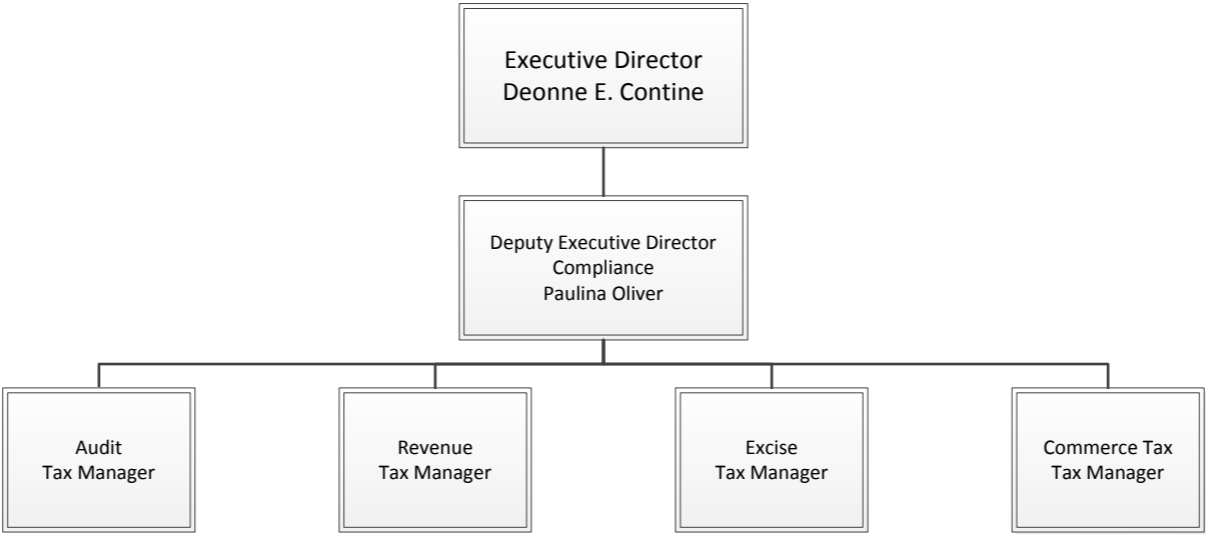 Executive Director
Deonne E. Contine
Deputy Executive Director
Compliance
Paulina Oliver
Audit
Tax Manager
Revenue
Tax Manager
Excise
Tax Manager
Commerce Tax
Tax Manager